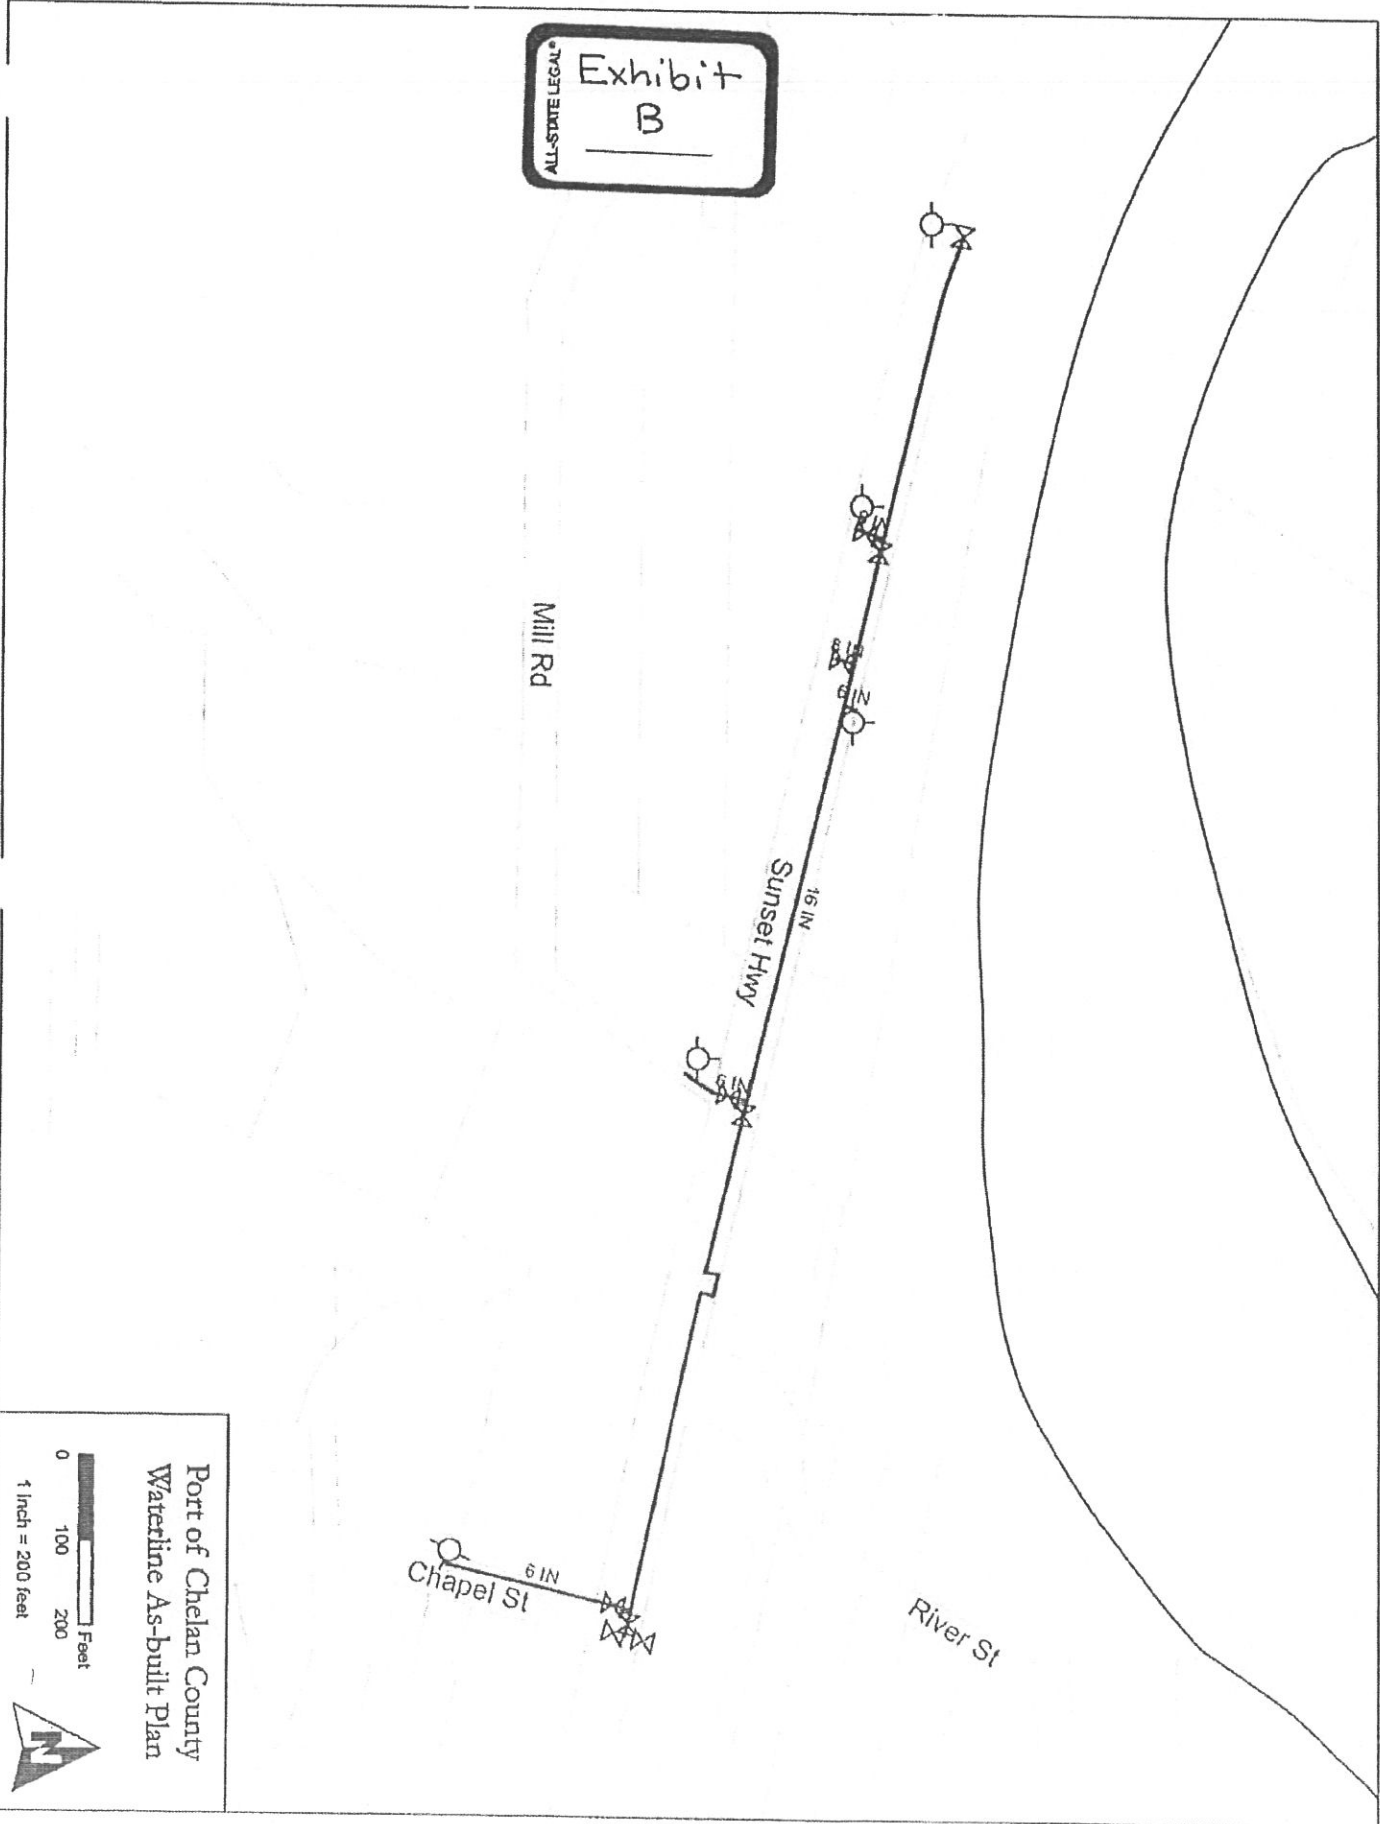 ALL-STATE LEGAL®
Exhibit
B
6 IN
6 IN
Mill Rd
16 IN
Sunset Hwy
6 IN
6 IN
Chapel St
River St
Port of Chelan County
Waterline As-built Plan
0 100 200
Feet
1 inch = 200 feet
N